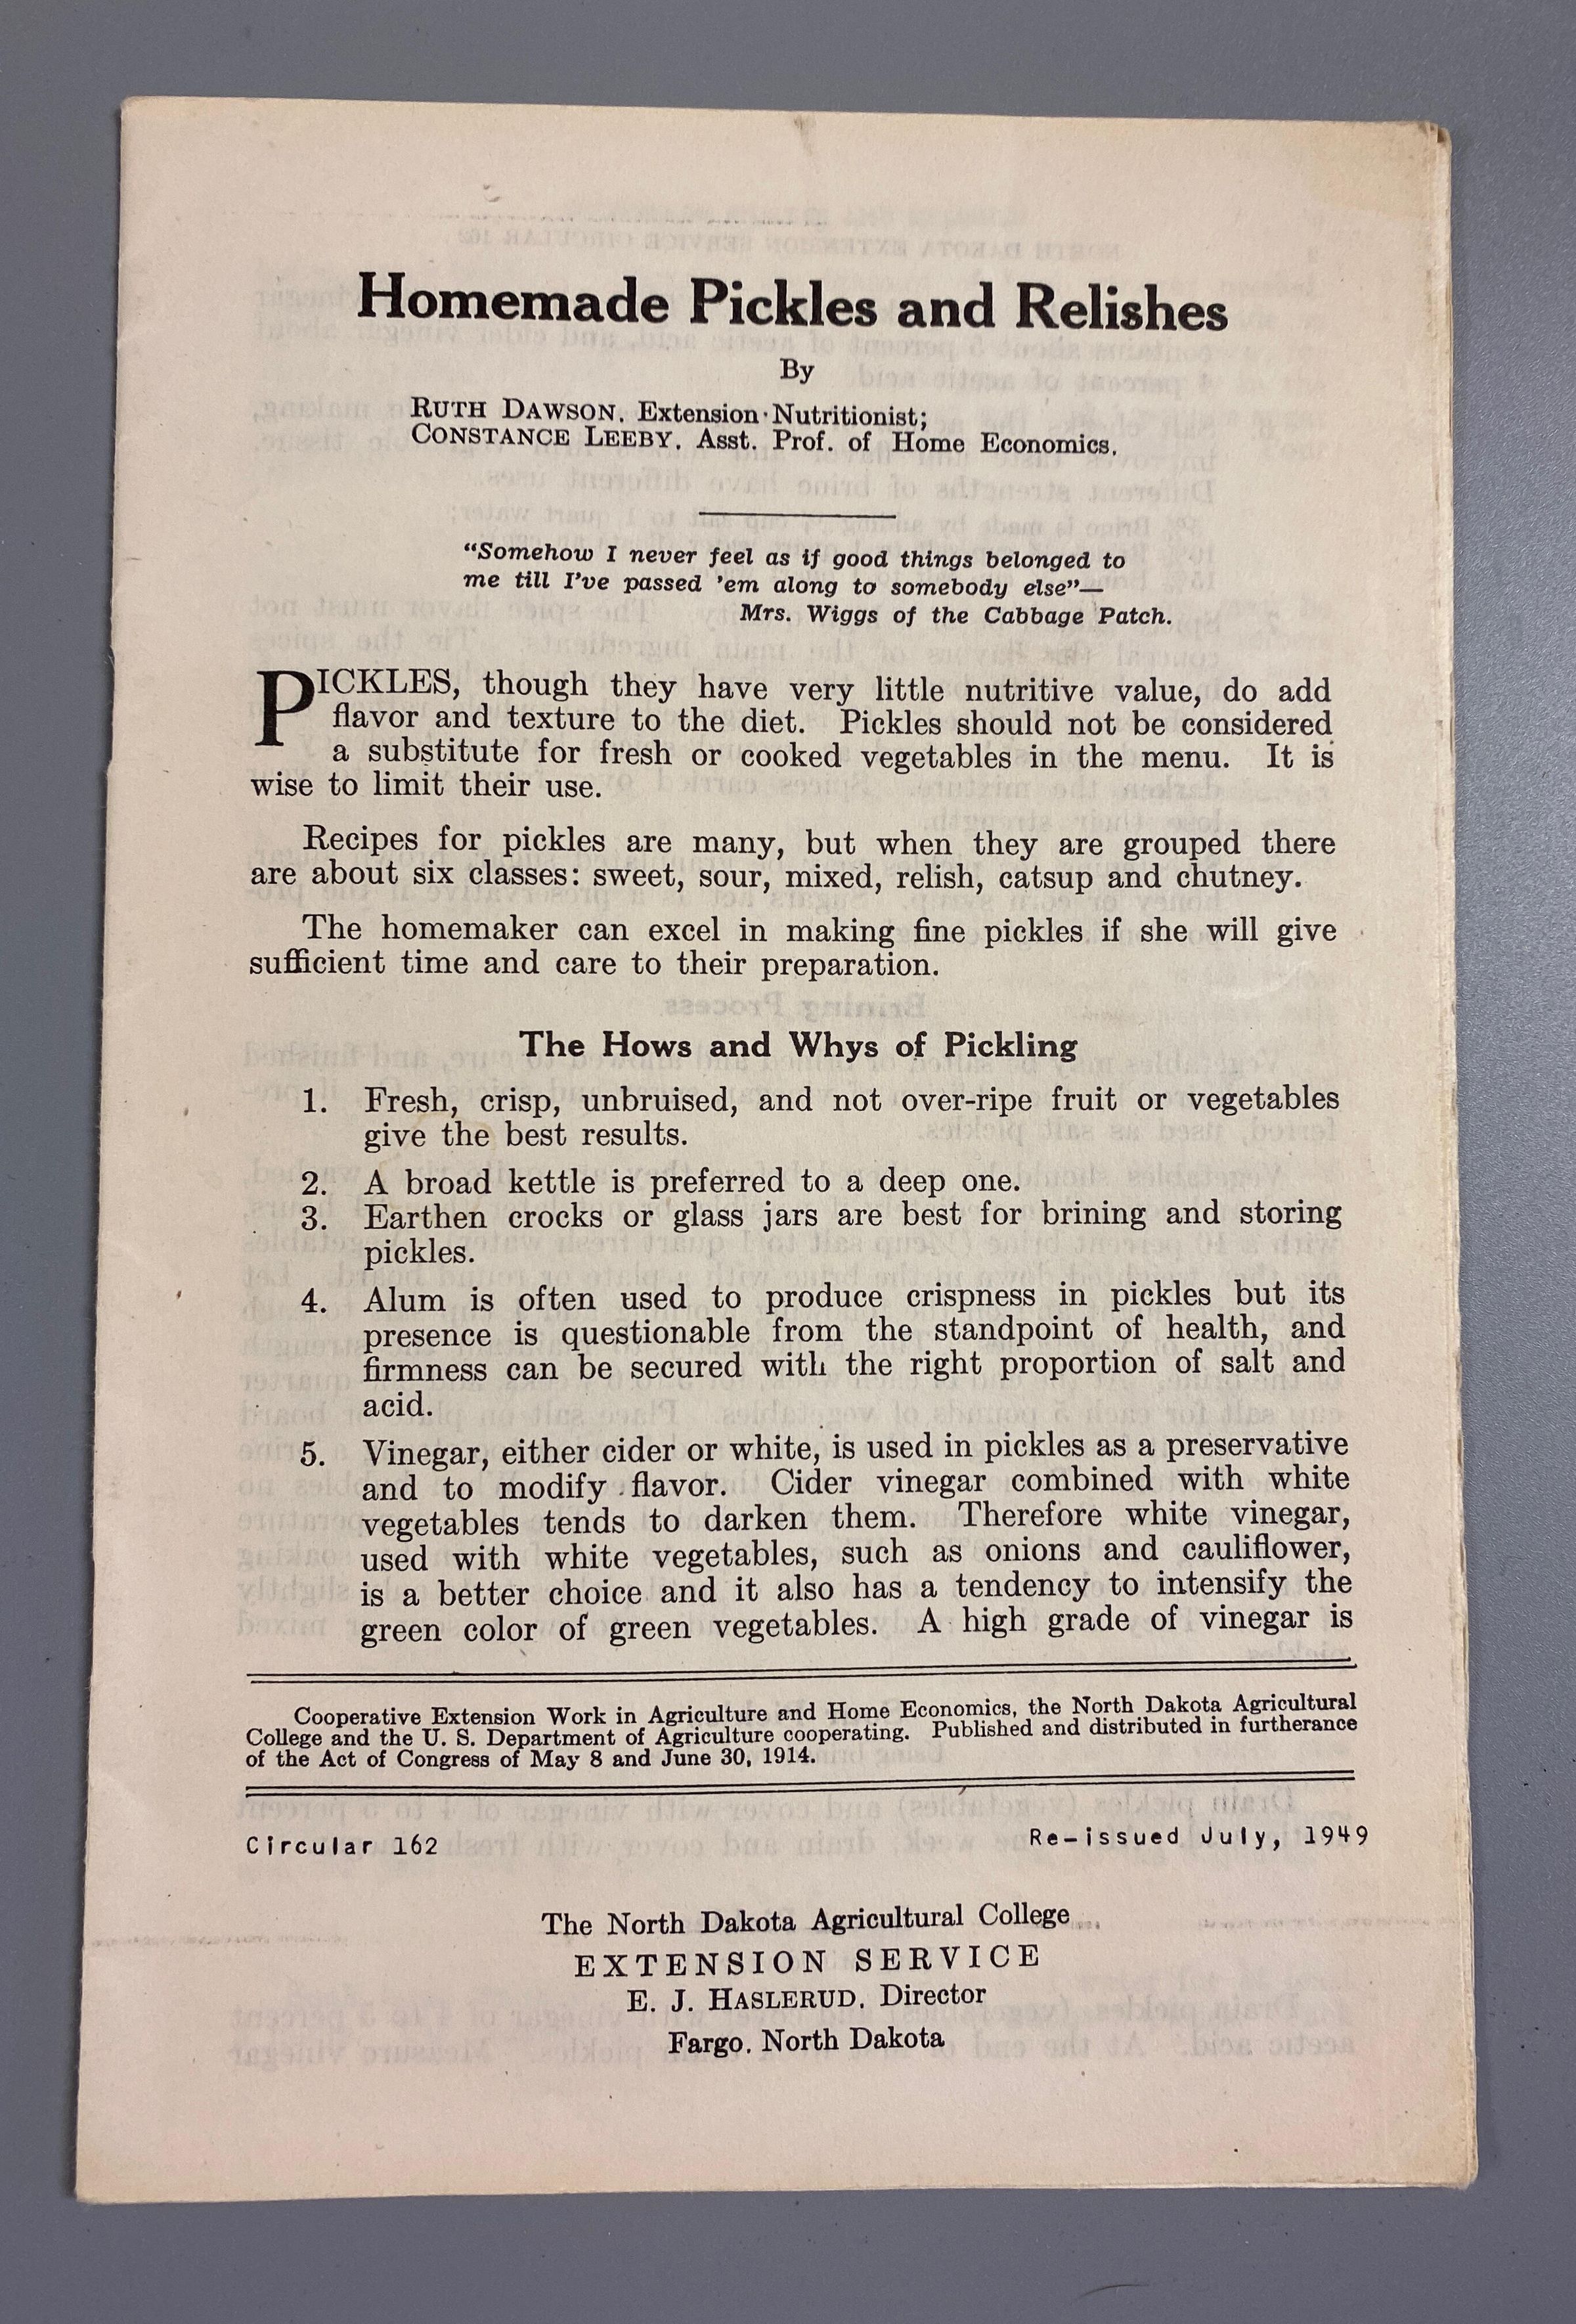 Homemade Pickles and Relishes
By
RUTH DAWSON, Extension Nutritionist;
CONSTANCE LEEBY, Asst. Prof. of Home Economics.
"Somehow I never feel as if good things belonged to
me till I've passed 'em along to somebody else"—
Mrs. Wiggs of the Cabbage Patch.
PICKLES, though they have very little nutritive value, do add
flavor and texture to the diet. Pickles should not be considered
a substitute for fresh or cooked vegetables in the menu. It is
wise to limit their use.
Recipes for pickles are many, but when they are grouped there
are about six classes: sweet, sour, mixed, relish, catsup and chutney.
The homemaker can excel in making fine pickles if she will give
sufficient time and care to their preparation.
The Hows and Whys of Pickling
1. Fresh, crisp, unbruised, and not over-ripe fruit or vegetables
give the best results.
2. A broad kettle is preferred to a deep one.
3. Earthen crocks or glass jars are best for brining and storing
pickles.
4. Alum is often used to produce crispness in pickles but its
presence is questionable from the standpoint of health, and
firmness can be secured with the right proportion of salt and
acid.
5. Vinegar, either cider or white, is used in pickles as a preservative
and to modify flavor. Cider vinegar combined with white
vegetables tends to darken them. Therefore white vinegar,
used with white vegetables, such as onions and cauliflower,
is a better choice and it also has a tendency to intensify the
green color of green vegetables. A high grade of vinegar is
Cooperative Extension Work in Agriculture and Home Economics, the North Dakota Agricultural
College and the U. S. Department of Agriculture cooperating. Published and distributed in furtherance
of the Act of Congress of May 8 and June 30, 1914.
Circular 162 Re-issued July, 1949
The North Dakota Agricultural College
EXTENSION SERVICE
E. J. HASLERUD, Director
Fargo, North Dakota